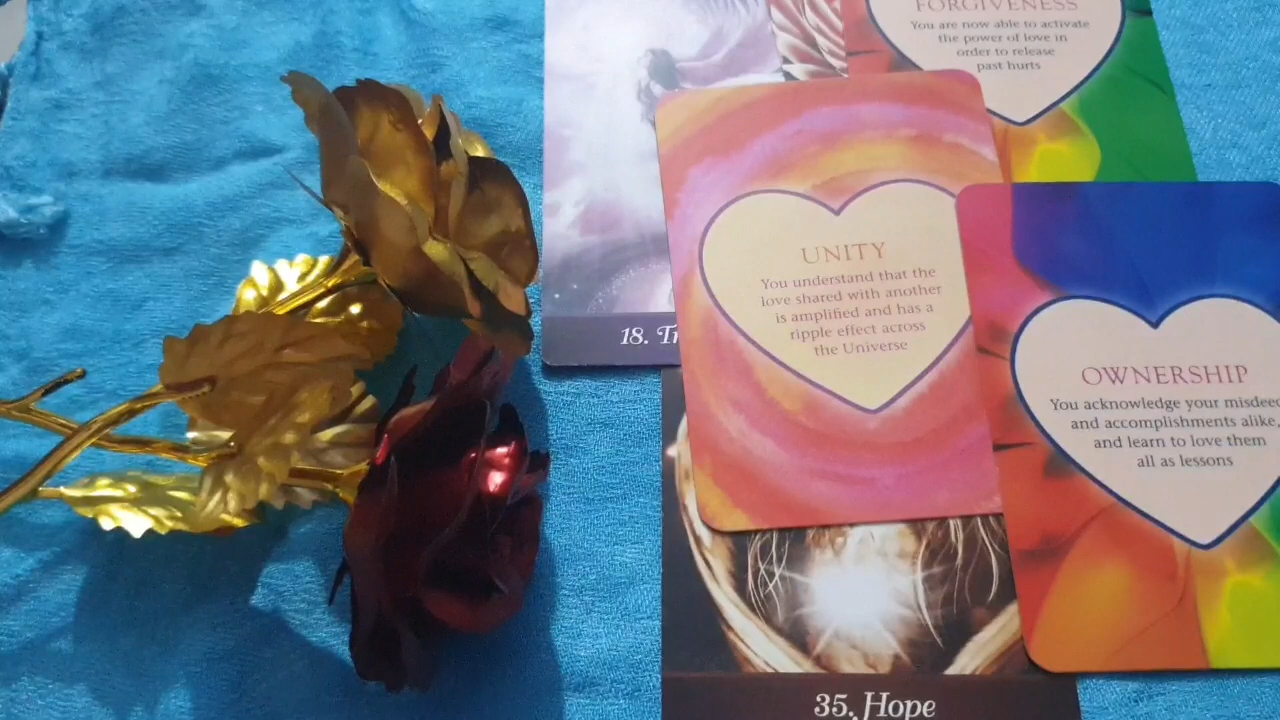 FORGIVENESS
You are now able to activate
the power of love in
order to release
past hurts
UNITY
You understand that the
love shared with another
is amplified and has a
ripple effect across
the Universe
18. Tr
OWNERSHIP
You acknowledge your misdeed
and accomplishments alike,
and learn to love them
all as lessons
35. Hope